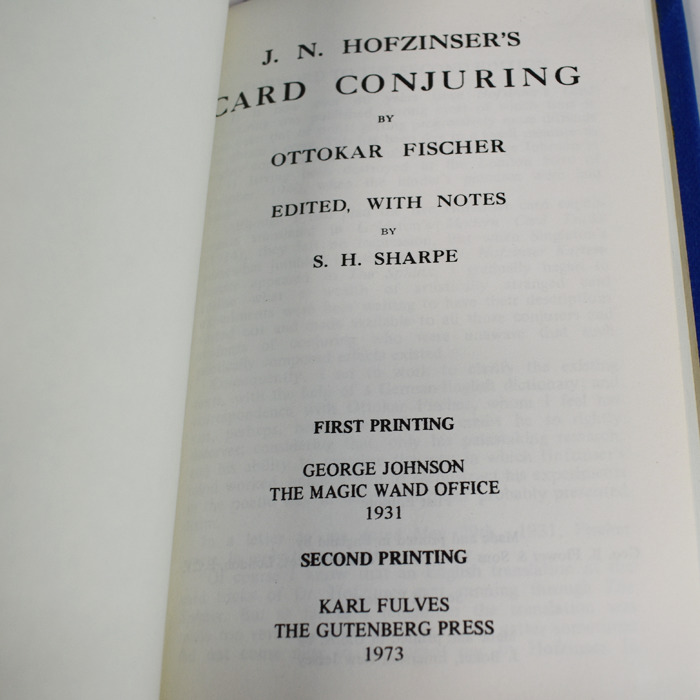 J. N. HOFZINSER'S
CARD CONJURING
BY
OTTOKAR FISCHER
EDITED, WITH NOTES
BY
S. H. SHARPE
FIRST PRINTING
GEORGE JOHNSON
THE MAGIC WAND OFFICE
1931
SECOND PRINTING
KARL FULVES
THE GUTENBERG PRESS
1973